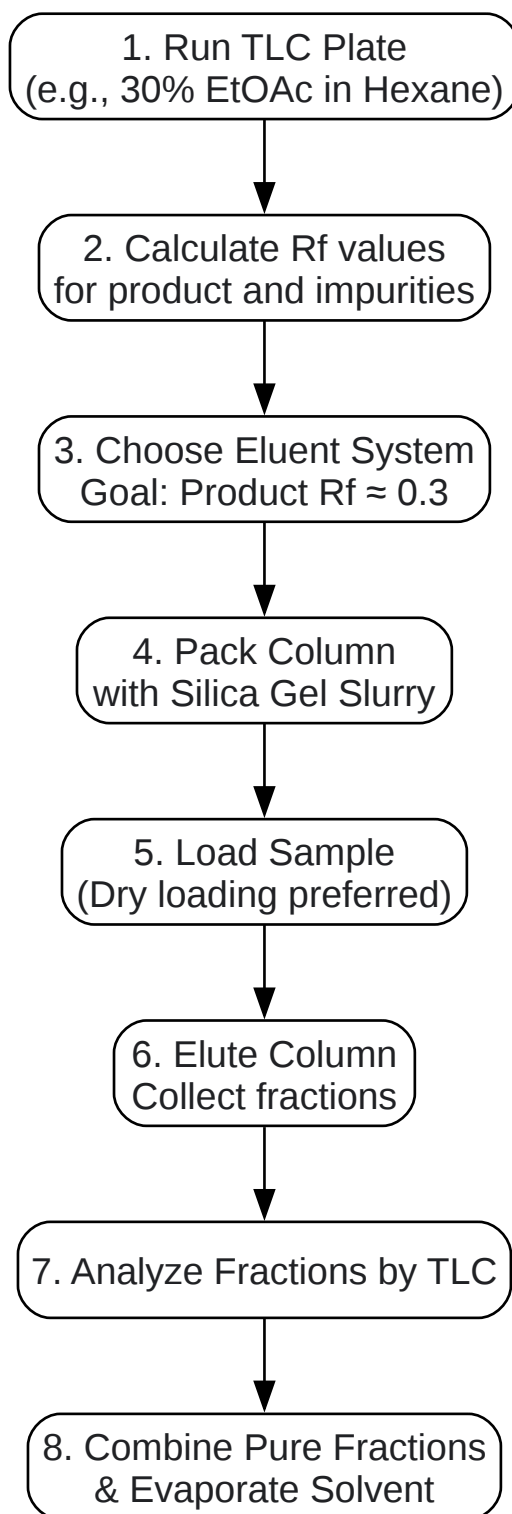 1. Run TLC Plate
(e.g., 30% EtOAc in Hexane)
2. Calculate Rf values
for product and impurities
3. Choose Eluent System
Goal: Product Rf ≈ 0.3
4. Pack Column
with Silica Gel Slurry
5. Load Sample
(Dry loading preferred)
6. Elute Column
Collect fractions
7. Analyze Fractions by TLC
8. Combine Pure Fractions
& Evaporate Solvent